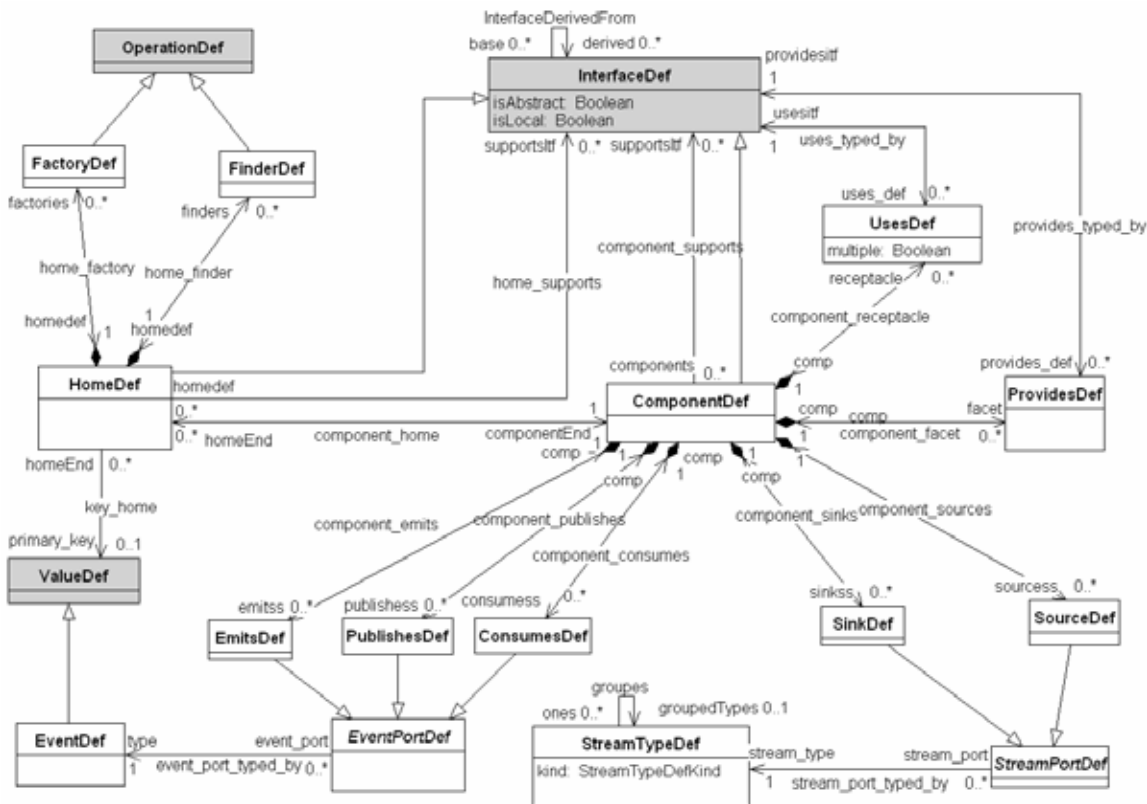 InterfaceDerivedFrom
base 0..* derived 0..*
OperationDef
InterfaceDef
isAbstract: Boolean
isLocal: Boolean
providesitf
1
usesitf
1
uses_typed_by
supportsItf 0..*
supportsItf 0..*
FactoryDef
FinderDef
factories 0..*
finders 0..*
uses_def 0..*
UsesDef
multiple: Boolean
receptacle 0..*
provides_typed_by
home_factory
home_finder
component_supports
home_supports
component_receptacle
homedef 1
1
homedef
HomeDef
homedef
components 0..*
comp
1
provides_def 0..*
ComponentDef
ProvidesDef
0..*
0..*
homeEnd
component_home
1
componentEnd
comp
1
comp
component_facet
facet
0..*
homeEnd 0..*
key_home
primary_key 0..1
comp 1
1
comp
comp
1
1
comp
1
component_emits
component_publishes
component_consumes
component_sinks
omponent_sources
ValueDef
emitss 0..*
publishess 0..*
consumess 0..*
sinkss 0..*
sourcess 0..*
EmitsDef
PublishesDef
ConsumesDef
SinkDef
SourceDef
groupes
ones 0..* groupedTypes 0..1
EventDef
type
1
event_port
event_port_typed_by 0..*
EventPortDef
StreamTypeDef
kind: StreamTypeDefKind
stream_type
1
stream_port
stream_port_typed_by 0..*
StreamPortDef